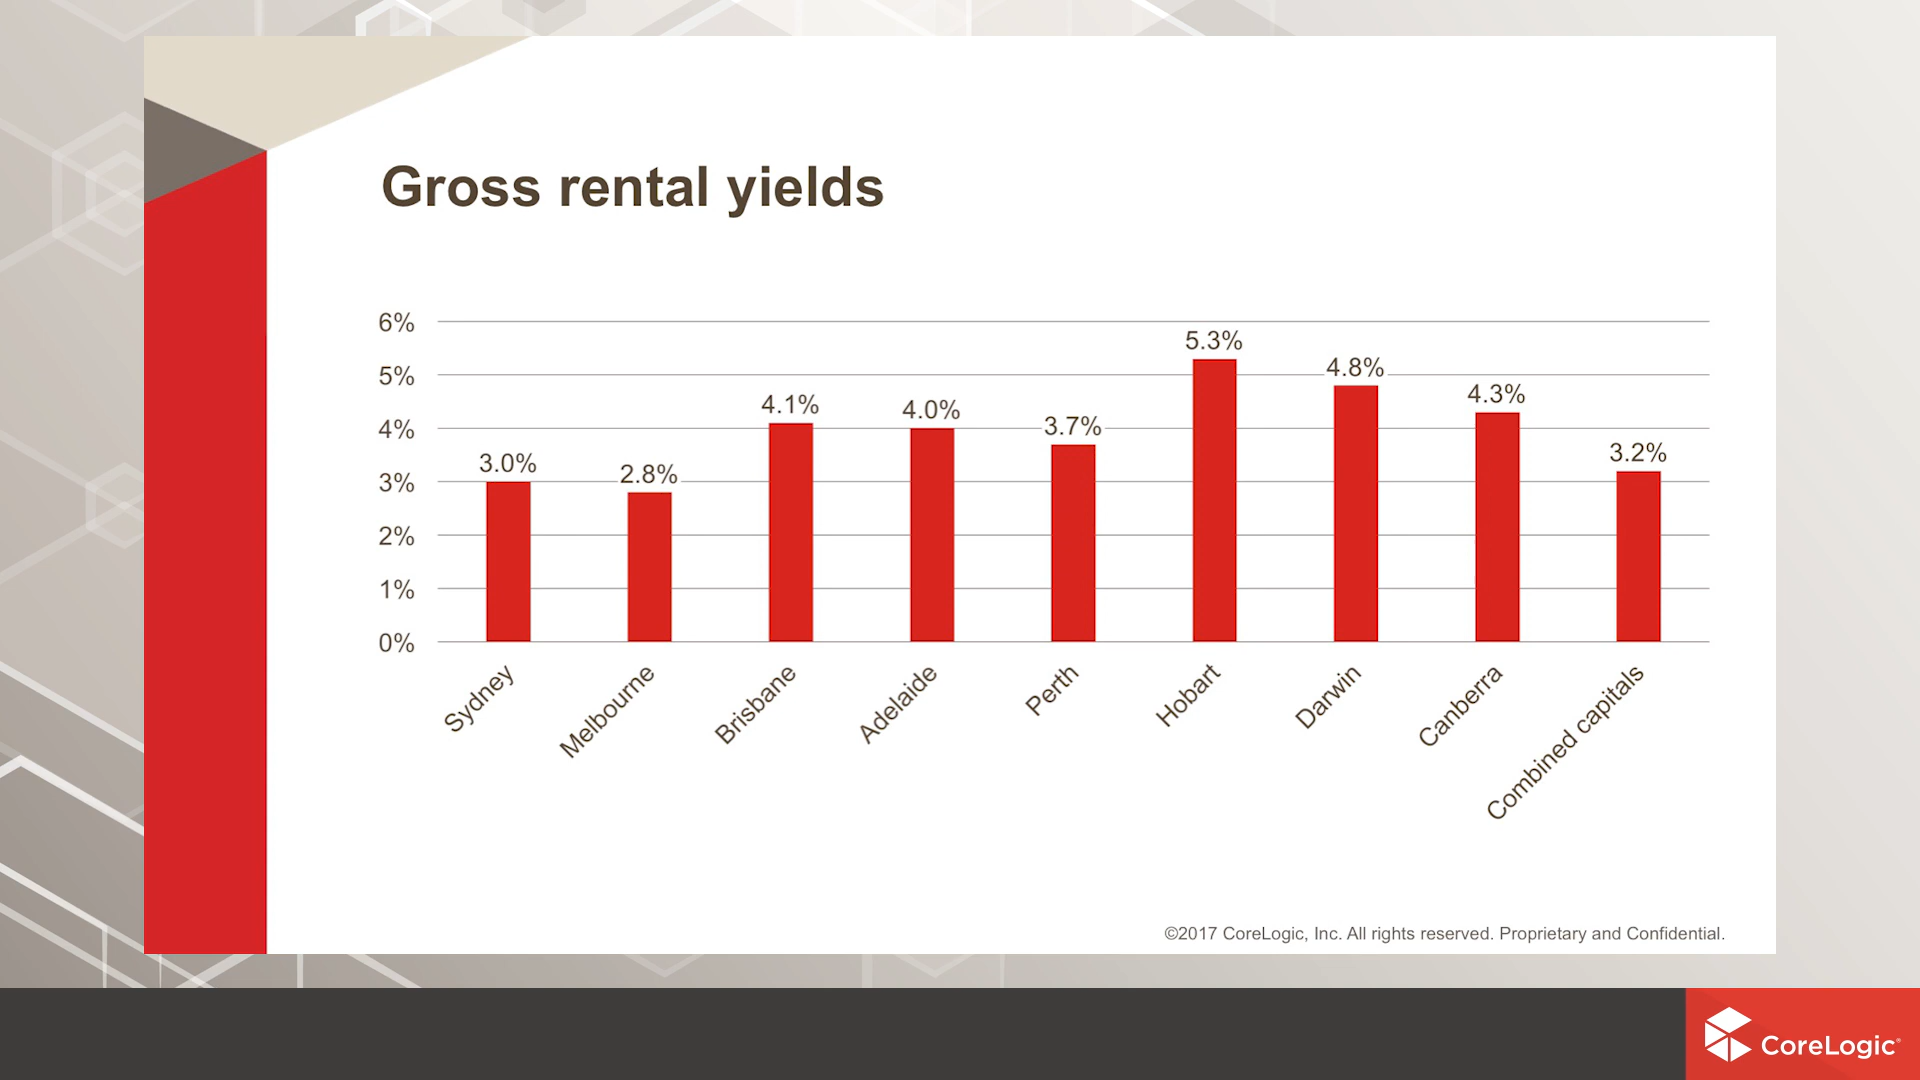 Gross rental yields
6%
5%
4%
3%
2%
1%
0%
3.0%
2.8%
4.1%
4.0%
3.7%
5.3%
4.8%
4.3%
3.2%
Sydney
Melbourne
Brisbane
Adelaide
Perth
Hobart
Darwin
Canberra
Combined capitals
©2017 CoreLogic, Inc. All rights reserved. Proprietary and Confidential.
CoreLogic